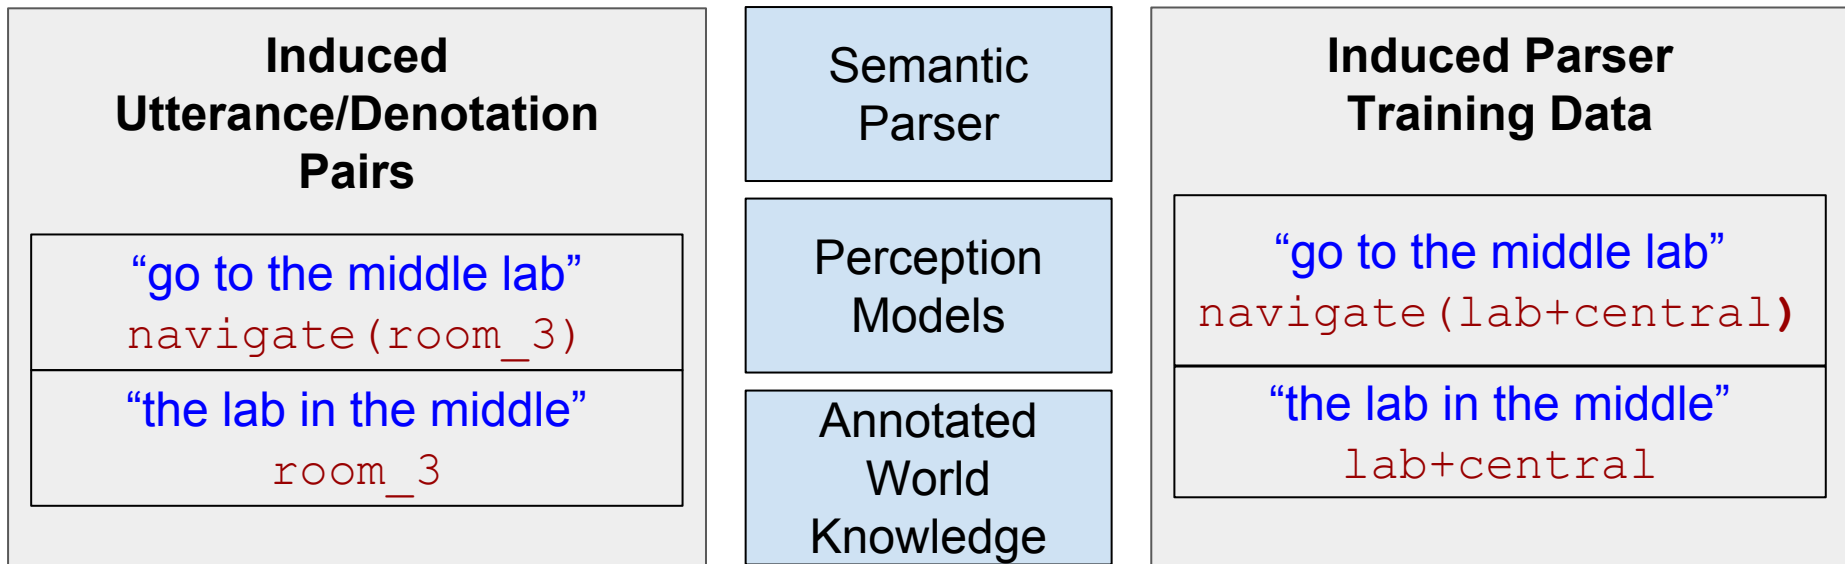 Induced
Utterance/Denotation
Pairs
“go to the middle lab”
navigate(room_3)
“the lab in the middle”
room_3
Semantic
Parser
Perception
Models
Annotated
World
Knowledge
Induced Parser
Training Data
“go to the middle lab”
navigate(lab+central)
“the lab in the middle”
lab+central